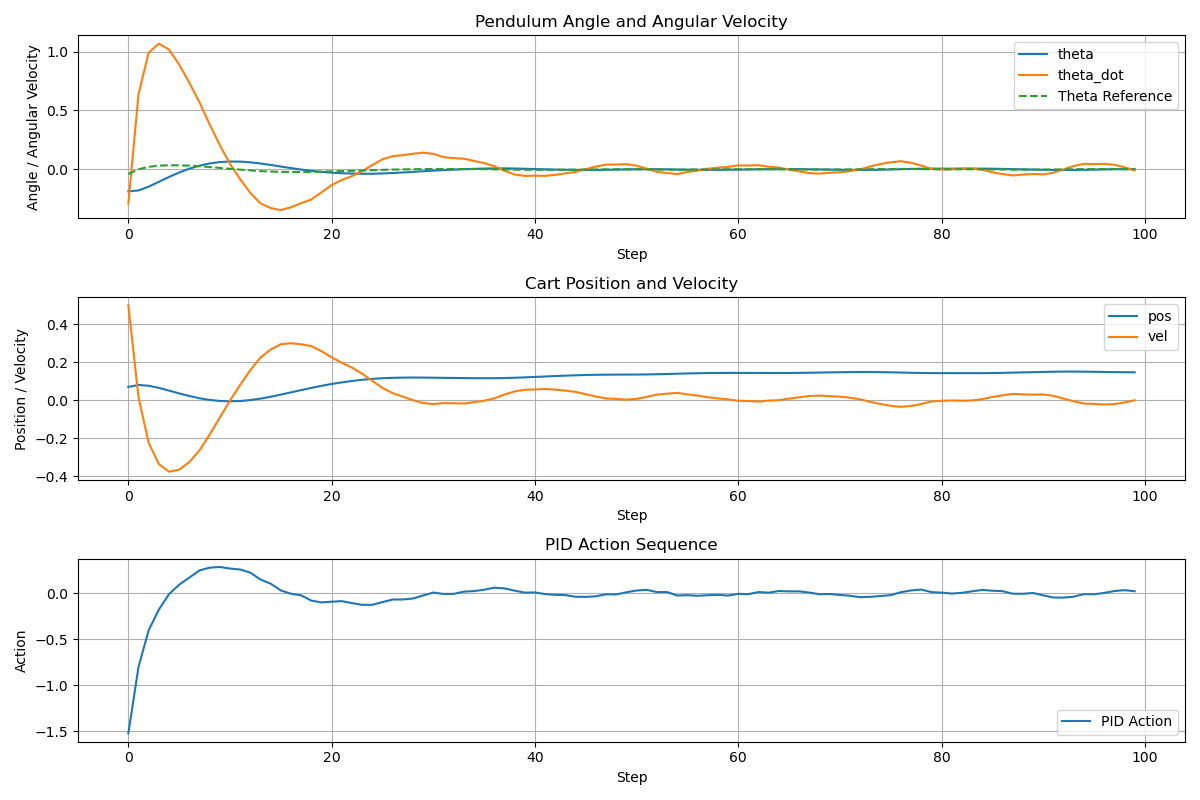 Pendulum Angle and Angular Velocity
Angle / Angular Velocity
1.0
0.5
0.0
theta
theta_dot
Theta Reference
0 20 40 60 80 100
Step
Cart Position and Velocity
Position / Velocity
0.4
0.2
0.0
−0.2
−0.4
pos
vel
0 20 40 60 80 100
Step
PID Action Sequence
Action
0.0
−0.5
−1.0
−1.5
PID Action
0 20 40 60 80 100
Step